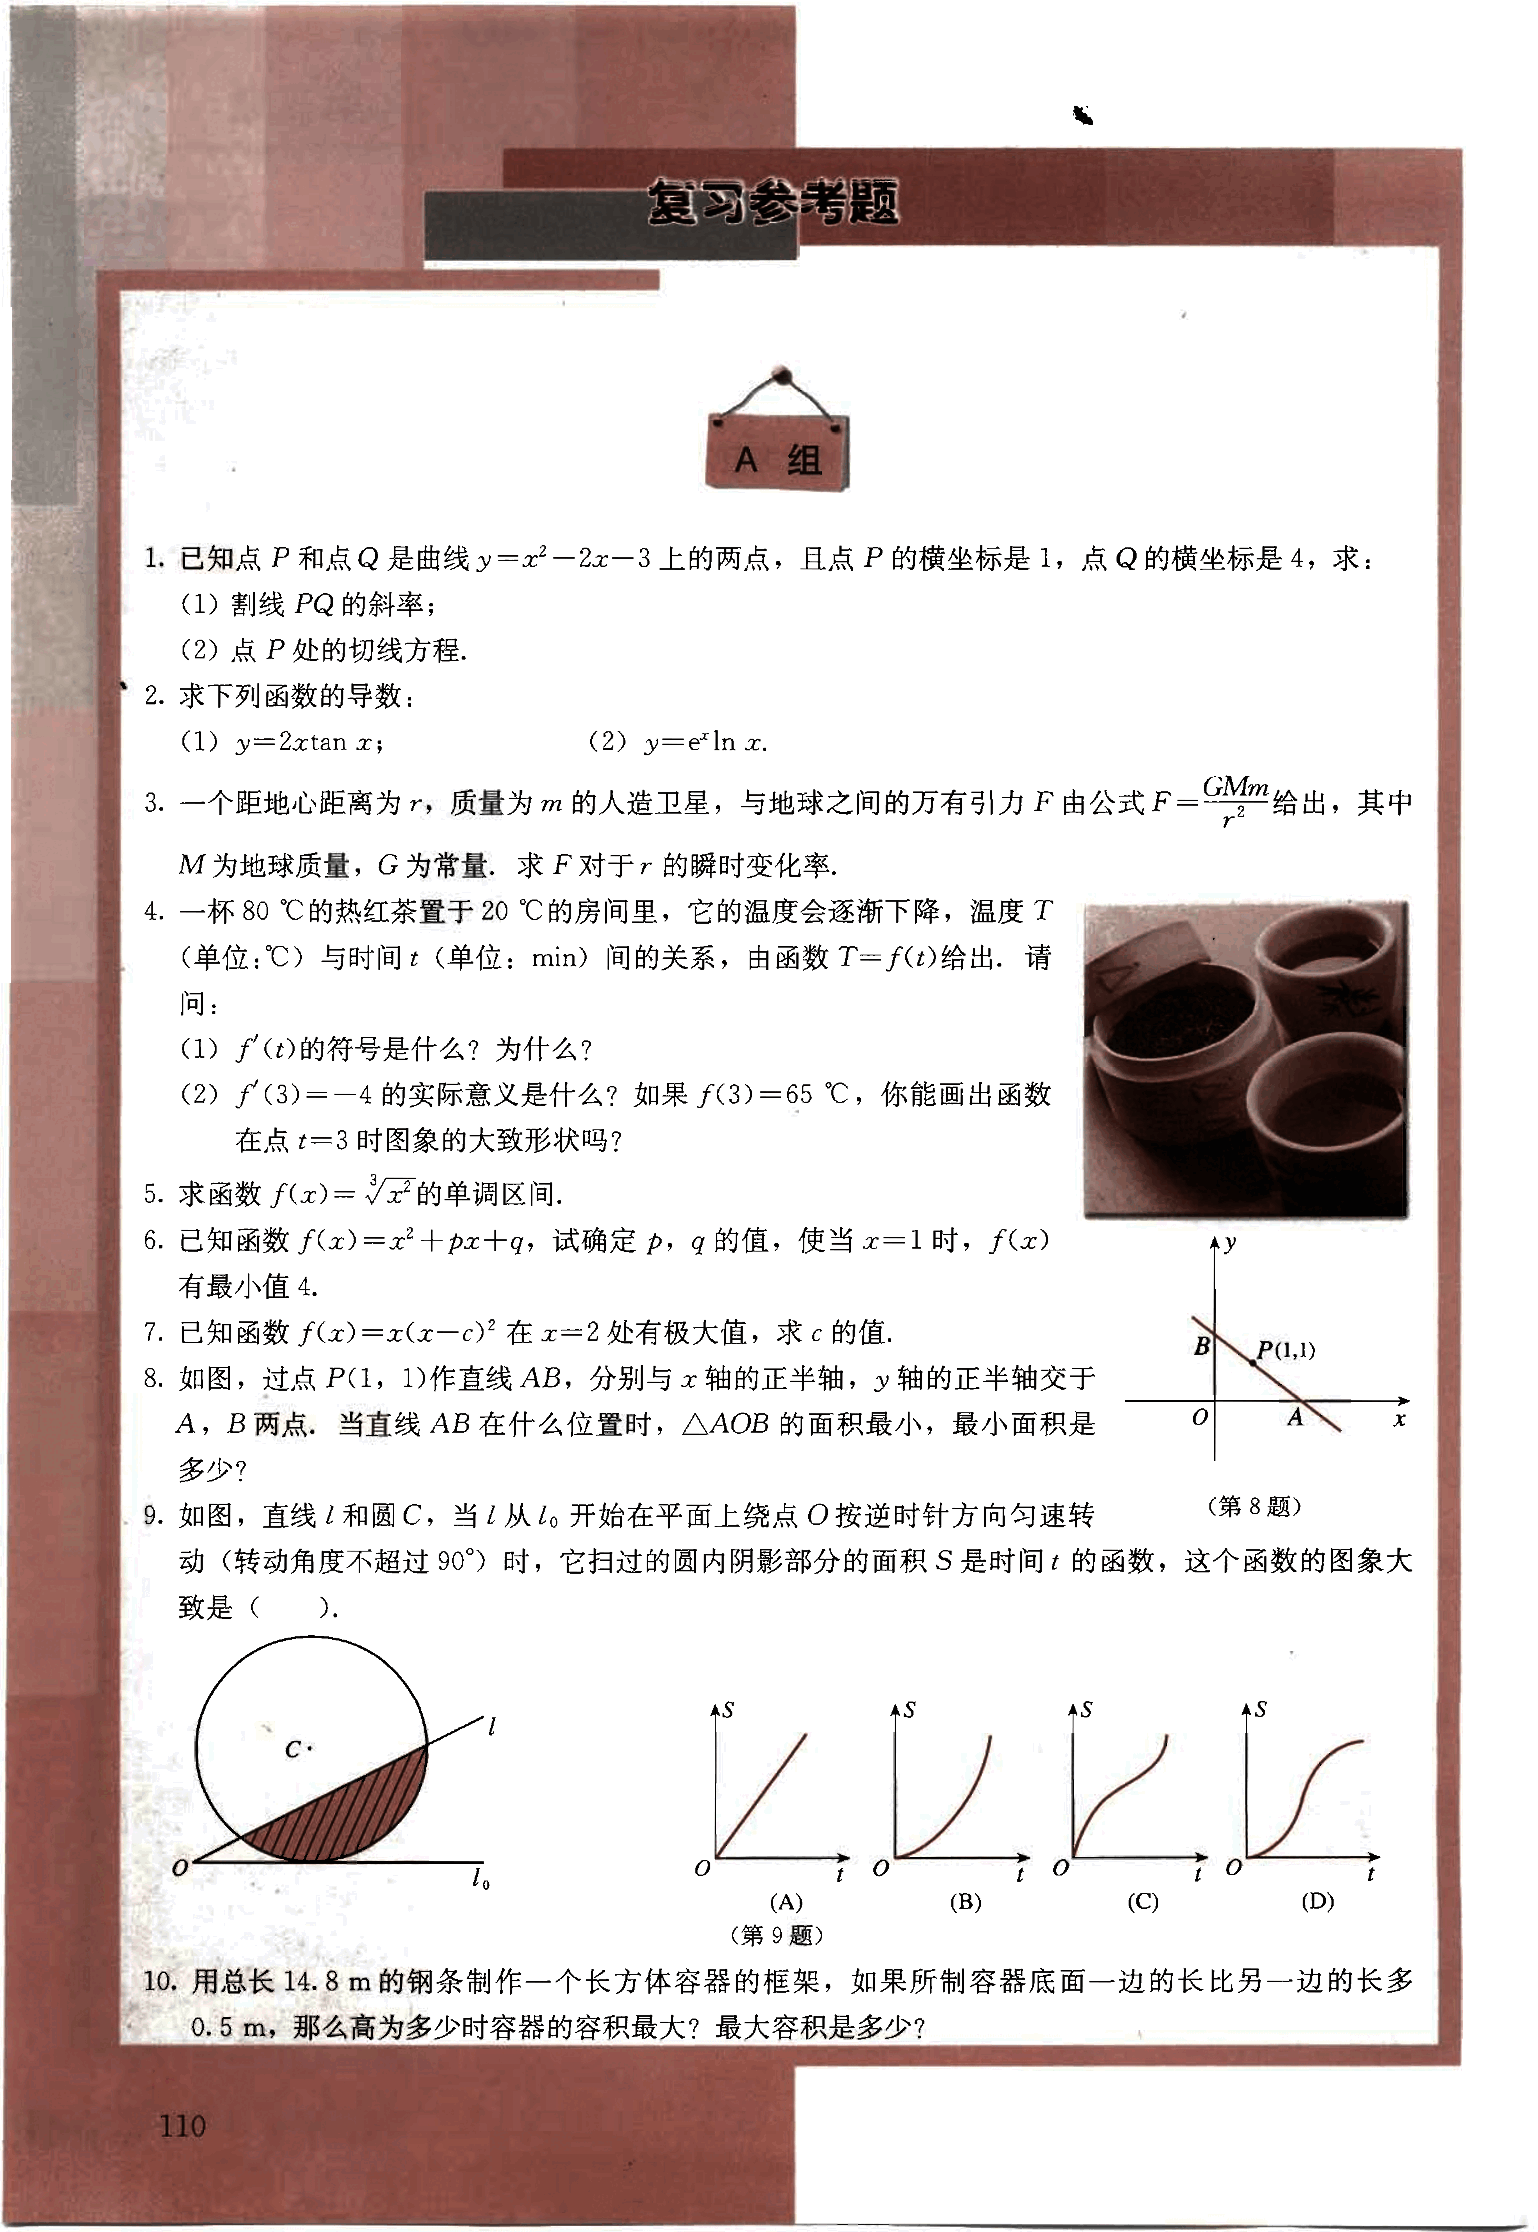 复习参考题
A 组
1. 已知点 P 和点 Q 是曲线 y=x²-2x-3 上的两点，且点 P 的横坐标是 1，点 Q 的横坐标是 4，求：
(1) 割线 PQ 的斜率；
(2) 点 P 处的切线方程.
2. 求下列函数的导数：
(1) y=2xtan x； (2) y=eˣln x.
3. 一个距地心距离为 r，质量为 m 的人造卫星，与地球之间的万有引力 F 由公式 F=GMm/r² 给出，其中
M 为地球质量，G 为常量. 求 F 对于 r 的瞬时变化率.
4. 一杯 80 ℃的热红茶置于 20 ℃的房间里，它的温度会逐渐下降，温度 T
(单位:℃) 与时间 t (单位: min) 间的关系，由函数 T=f(t)给出. 请
问：
(1) f′(t)的符号是什么? 为什么?
(2) f′(3)=-4 的实际意义是什么? 如果 f(3)=65 ℃，你能画出函数
在点 t=3 时图象的大致形状吗?
5. 求函数 f(x)=∛x² 的单调区间.
6. 已知函数 f(x)=x²+px+q，试确定 p，q 的值，使当 x=1 时，f(x)
有最小值 4.
7. 已知函数 f(x)=x(x-c)² 在 x=2 处有极大值，求 c 的值.
8. 如图，过点 P(1, 1)作直线 AB，分别与 x 轴的正半轴，y 轴的正半轴交于
A，B 两点. 当直线 AB 在什么位置时，△AOB 的面积最小，最小面积是
多少?
y
B
P(1,1)
O
A
x
(第 8 题)
9. 如图，直线 l 和圆 C，当 l 从 l₀ 开始在平面上绕点 O 按逆时针方向匀速转
动（转动角度不超过 90°）时，它扫过的圆内阴影部分的面积 S 是时间 t 的函数，这个函数的图象大
致是（ ）.
C
l
O
l₀
S S S S
O t O t O t O t
(A) (B) (C) (D)
(第 9 题)
10. 用总长 14.8 m 的钢条制作一个长方体容器的框架，如果所制容器底面一边的长比另一边的长多
0.5 m，那么高为多少时容器的容积最大? 最大容积是多少?
110